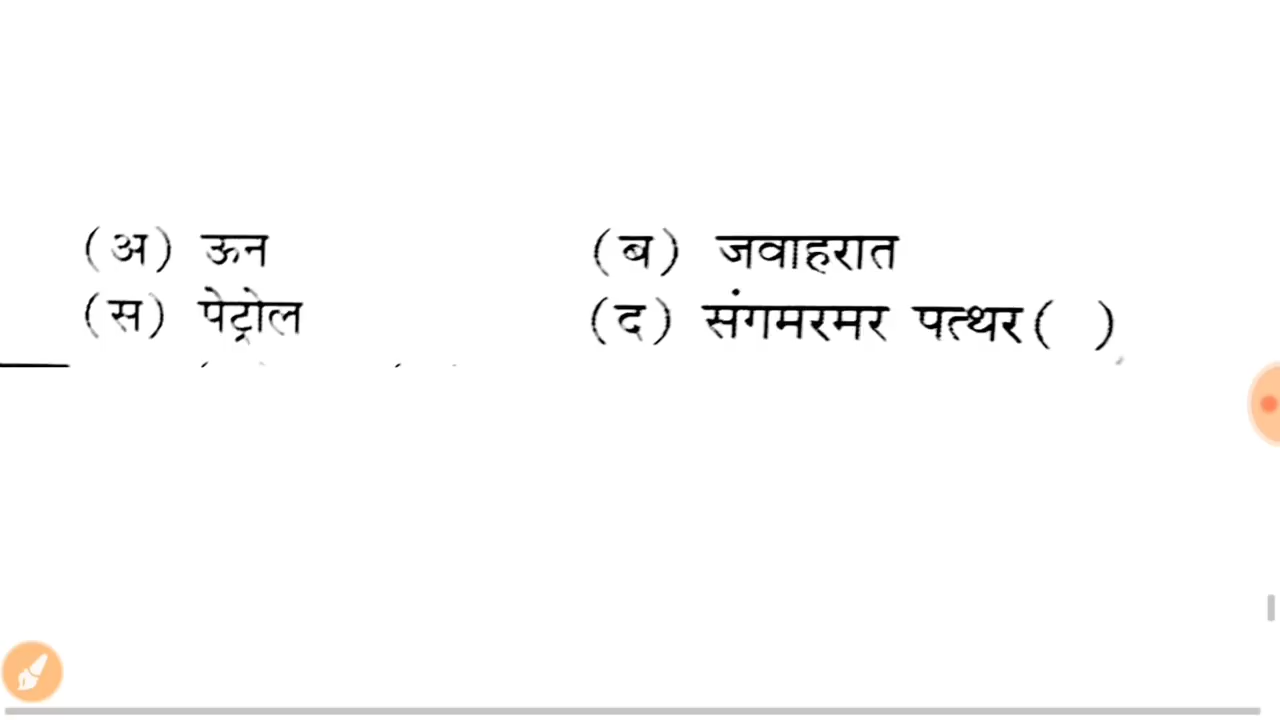 (अ) ऊन (ब) जवाहरात
(स) पेट्रोल (द) संगमरमर पत्थर ( )